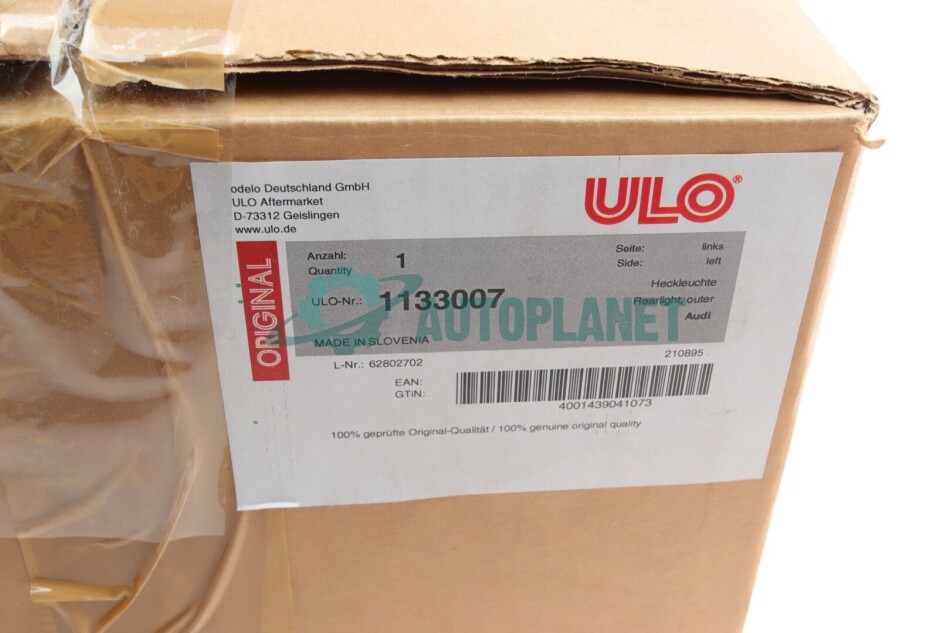 odelo Deutschland GmbH
ULO Aftermarket
D-73312 Geislingen
www.ulo.de
ULO®
ORIGINAL
Anzahl: 1 Seite: links
Quantity Side: left
Heckleuchte
ULO-Nr.: 1133007 Rearlight, outer
Audi
AUTOPLANET
MADE IN SLOVENIA
L-Nr.: 62802702 210895
EAN:
GTiN:
4001439041073
100% geprüfte Original-Qualität / 100% genuine original quality